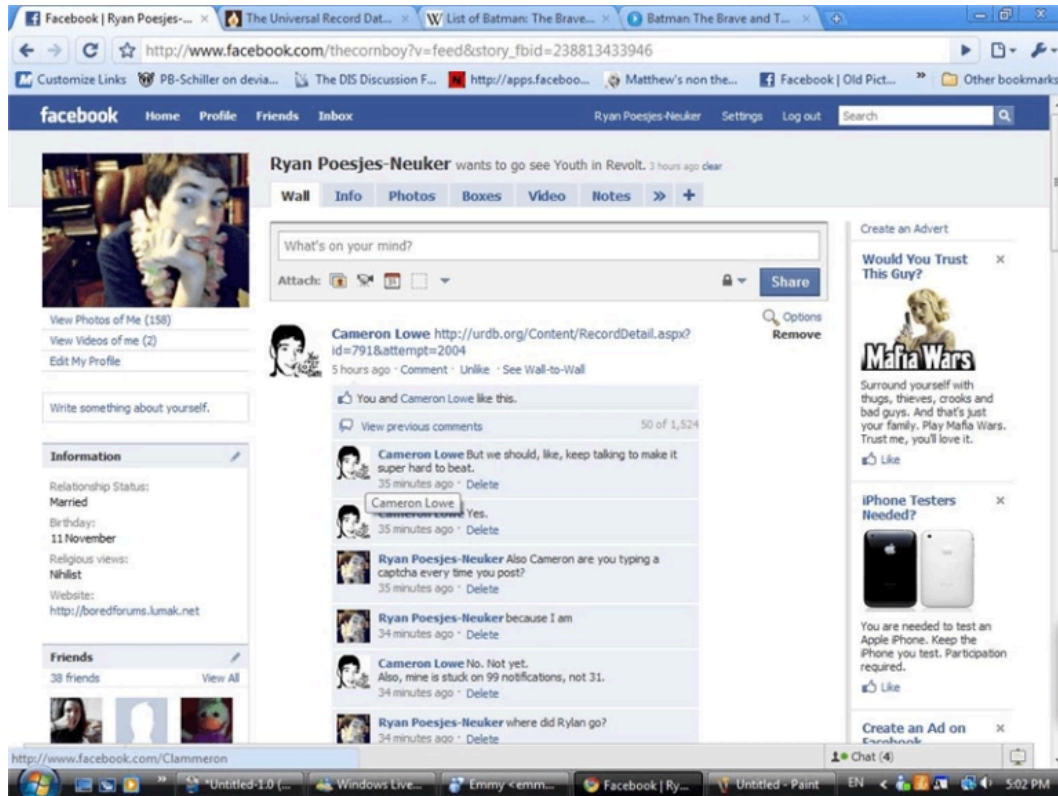 Facebook | Ryan Poesjes-...
The Universal Record Dat...
W List of Batman: The Brave...
Batman The Brave and T...
http://www.facebook.com/thecornboy?v=feed&story_fbid=238813433946
Customize Links
PB-Schiller on devia...
The DIS Discussion F...
http://apps.faceboo...
Matthew's non the...
Facebook | Old Pict...
»
Other bookmarks
facebook Home Profile Friends Inbox
Ryan Poesjes-Neuker Settings Log out
Search
Ryan Poesjes-Neuker wants to go see Youth in Revolt. 3 hours ago clear
Wall Info Photos Boxes Video Notes » +
What's on your mind?
Attach:
31
Share
View Photos of Me (158)
View Videos of me (2)
Edit My Profile
Write something about yourself.
Information
Relationship Status:
Married
Birthday:
11 November
Religious views:
Nihilist
Website:
http://boredforums.lumak.net
Friends
38 friends View All
Options
Remove
Cameron Lowe http://urdb.org/Content/RecordDetail.aspx?
id=791&attempt=2004
5 hours ago · Comment · Unlike · See Wall-to-Wall
You and Cameron Lowe like this.
View previous comments 50 of 1,524
Cameron Lowe But we should, like, keep talking to make it
super hard to beat.
35 minutes ago · Delete
Cameron Lowe
Cameron Lowe Yes.
35 minutes ago · Delete
Ryan Poesjes-Neuker Also Cameron are you typing a
captcha every time you post?
35 minutes ago · Delete
Ryan Poesjes-Neuker because I am
34 minutes ago · Delete
Cameron Lowe No. Not yet.
Also, mine is stuck on 99 notifications, not 31.
34 minutes ago · Delete
Ryan Poesjes-Neuker where did Rylan go?
34 minutes ago · Delete
Create an Advert
Would You Trust
This Guy?
Mafia Wars
Surround yourself with
thugs, thieves, crooks and
bad guys. And that's just
your family. Play Mafia Wars.
Trust me, you'll love it.
Like
iPhone Testers
Needed?
You are needed to test an
Apple iPhone. Keep the
iPhone you test. Participation
required.
Like
Create an Ad on
Facebook
http://www.facebook.com/Clammeron
Chat (4)
»
*Untitled-1.0 (...
Windows Live...
Emmy <emm...
Facebook | Ry...
Untitled - Paint
EN
<
5:02 PM